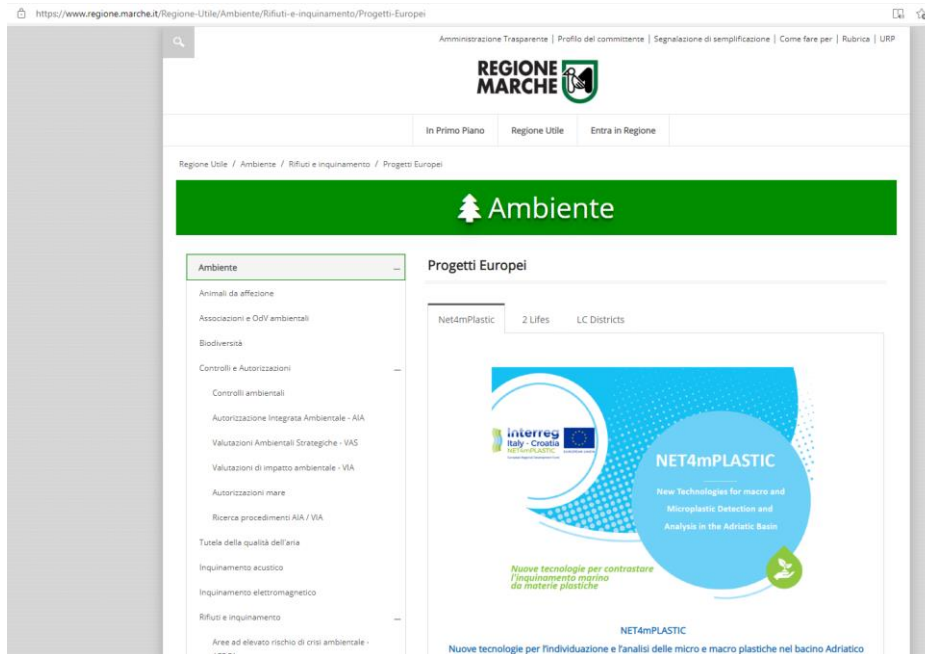 https://www.regione.marche.it/Regione-Utile/Ambiente/Rifiuti-e-inquinamento/Progetti-Europei
Amministrazione Trasparente | Profilo del committente | Segnalazione di semplificazione | Come fare per | Rubrica | URP
REGIONE
MARCHE
In Primo Piano
Regione Utile
Entra in Regione
Regione Utile / Ambiente / Rifiuti e inquinamento / Progetti Europei
Ambiente
Ambiente
Animali da affezione
Associazioni e OdV ambientali
Biodiversità
Controlli e Autorizzazioni
Controlli ambientali
Autorizzazione Integrata Ambientale - AIA
Valutazioni Ambientali Strategiche - VAS
Valutazioni di impatto ambientale - VIA
Autorizzazioni mare
Ricerca procedimenti AIA / VIA
Tutela della qualità dell'aria
Inquinamento acustico
Inquinamento elettromagnetico
Rifiuti e inquinamento
Aree ad elevato rischio di crisi ambientale -
Progetti Europei
Net4mPlastic
2 Lifes
LC Districts
Interreg
Italy - Croatia
NET4mPLASTIC
European Regional Development Fund
EUROPEAN UNION
NET4mPLASTIC
New Technologies for macro and
Microplastic Detection and
Analysis in the Adriatic Basin
Nuove tecnologie per contrastare
l'inquinamento marino
da materie plastiche
NET4mPLASTIC
Nuove tecnologie per l'individuazione e l'analisi delle micro e macro plastiche nel bacino Adriatico